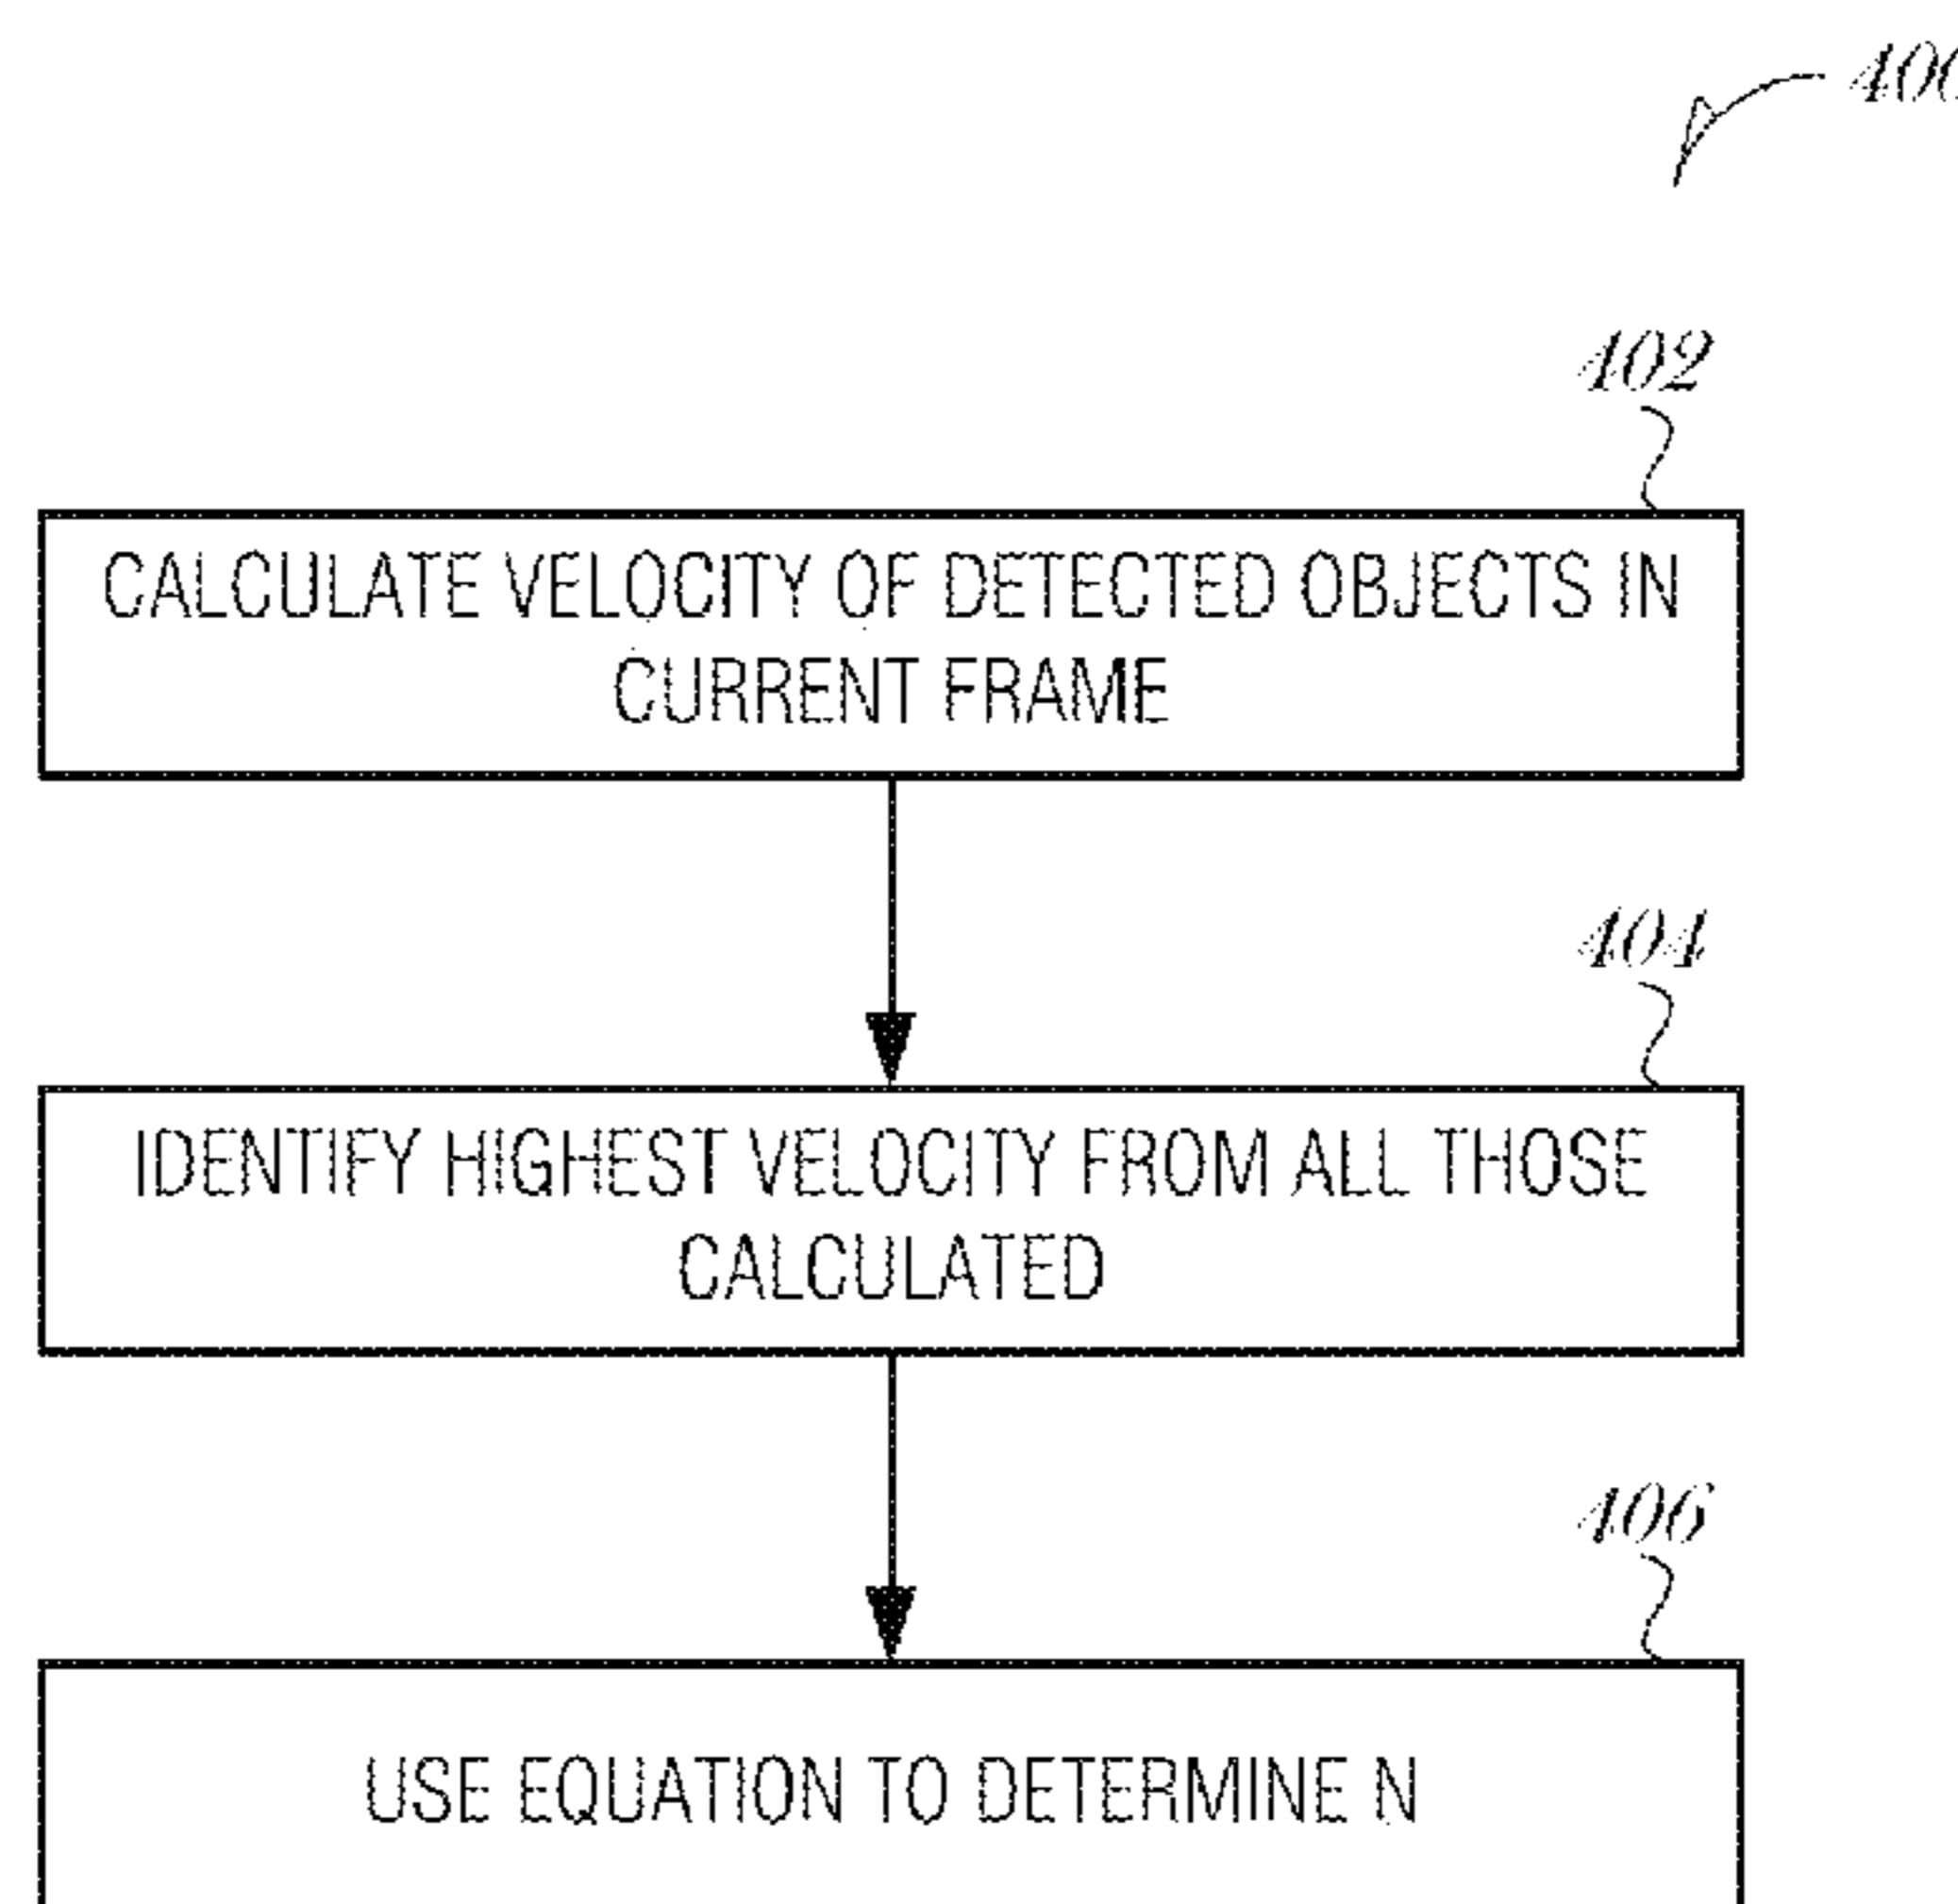 400
402
CALCULATE VELOCITY OF DETECTED OBJECTS IN
CURRENT FRAME
404
IDENTIFY HIGHEST VELOCITY FROM ALL THOSE
CALCULATED
406
USE EQUATION TO DETERMINE N